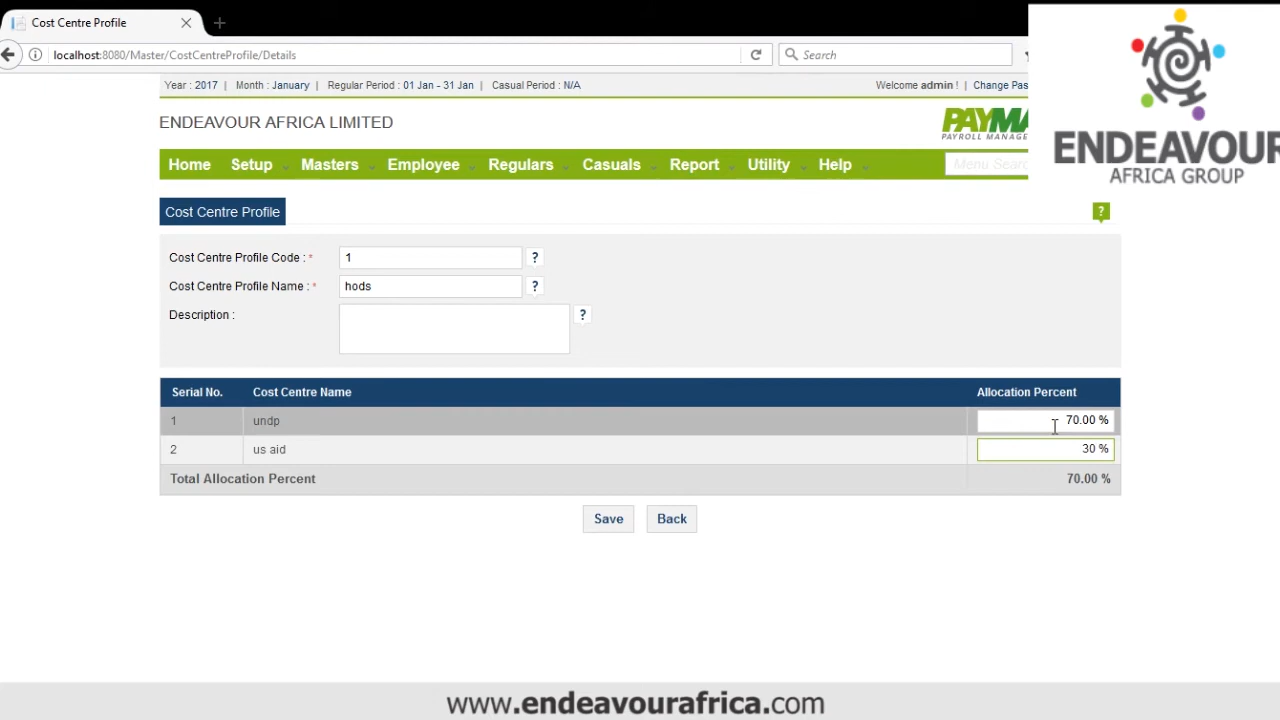 Cost Centre Profile
localhost:8080/Master/CostCentreProfile/Details
Search
Year : 2017 | Month : January | Regular Period : 01 Jan - 31 Jan | Casual Period : N/A
Welcome admin ! | Change Pas
ENDEAVOUR AFRICA LIMITED
PAYMA
PAYROLL MANAGE
ENDEAVOUR
AFRICA GROUP
Home Setup Masters Employee Regulars Casuals Report Utility Help
Menu Searc
Cost Centre Profile
?
Cost Centre Profile Code : * 1 ?
Cost Centre Profile Name : * hods ?
Description : ?
Serial No. Cost Centre Name Allocation Percent
1 undp 70.00 %
2 us aid 30 %
Total Allocation Percent 70.00 %
Save Back
www.endeavourafrica.com